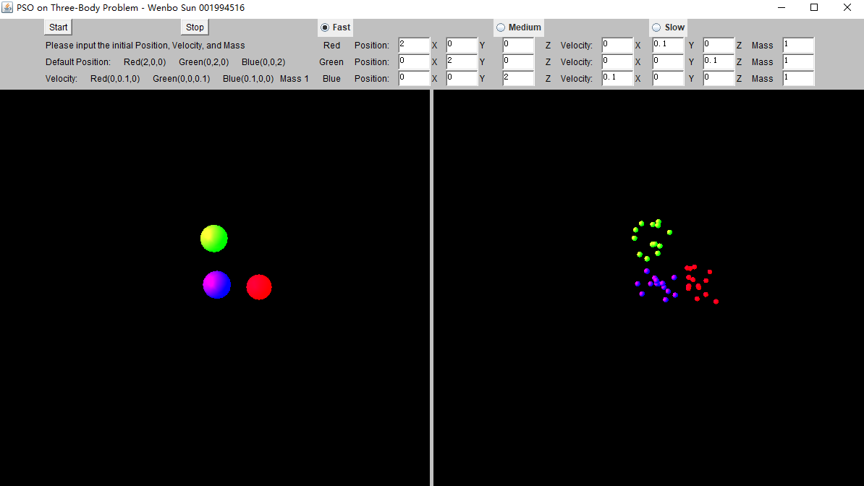 PSO on Three-Body Problem - Wenbo Sun 001994516
Start Stop Fast Medium Slow
Please input the initial Position, Velocity, and Mass Red Position: 2 X 0 Y 0 Z Velocity: 0 X 0.1 Y 0 Z Mass 1
Default Position: Red(2,0,0) Green(0,2,0) Blue(0,0,2) Green Position: 0 X 2 Y 0 Z Velocity: 0 X 0 Y 0.1 Z Mass 1
Velocity: Red(0,0.1,0) Green(0,0,0.1) Blue(0.1,0,0) Mass 1 Blue Position: 0 X 0 Y 2 Z Velocity: 0.1 X 0 Y 0 Z Mass 1